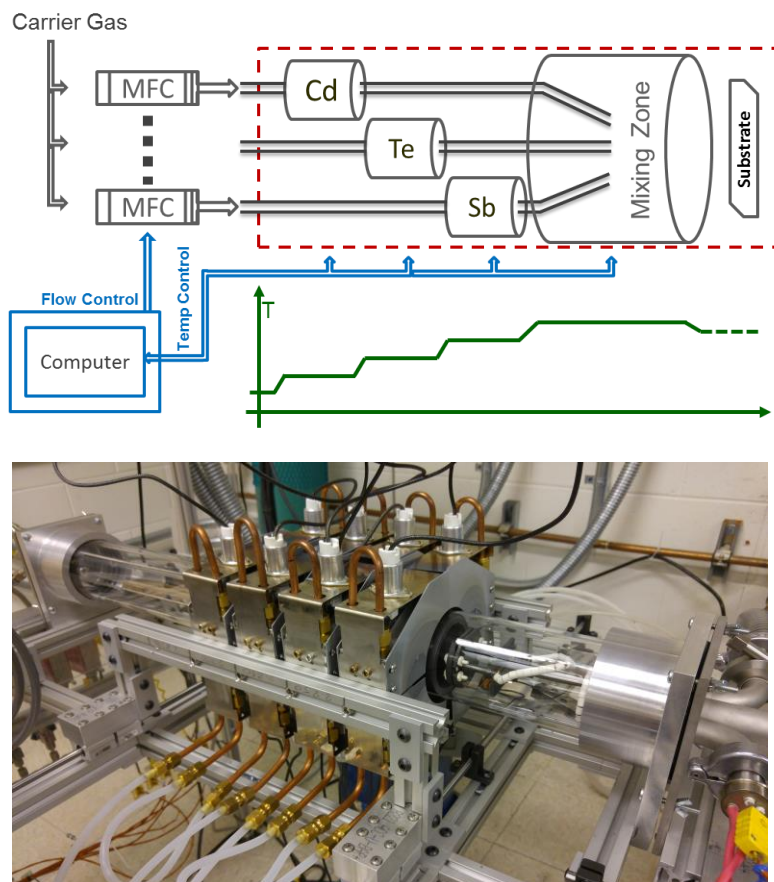 Carrier Gas
MFC
Cd
Te
MFC
Sb
Mixing Zone
Substrate
Flow Control
Temp Control
T
Computer